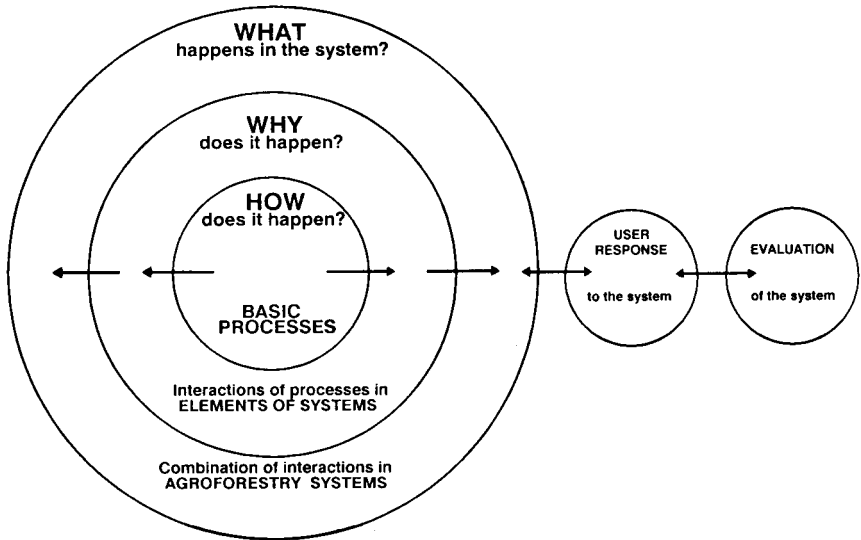 WHAT
happens in the system?
WHY
does it happen?
HOW
does it happen?
BASIC
PROCESSES
Interactions of processes in
ELEMENTS OF SYSTEMS
Combination of interactions in
AGROFORESTRY SYSTEMS
USER
RESPONSE
to the system
EVALUATION
of the system